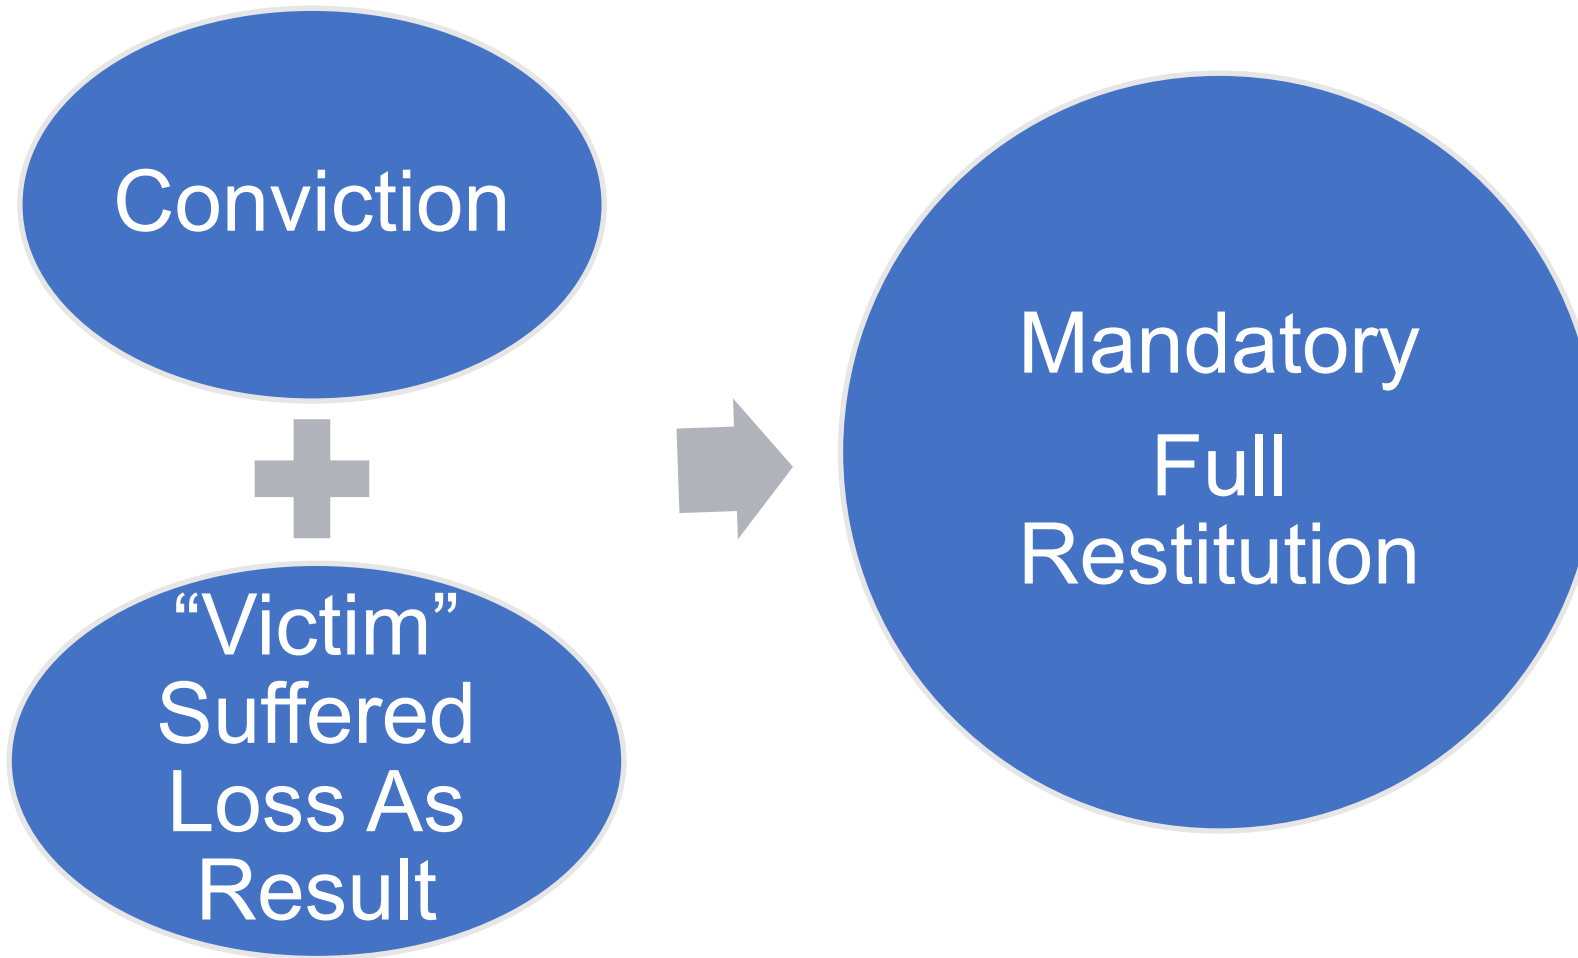 Conviction
“Victim”
Suffered
Loss As
Result
Mandatory
Full
Restitution